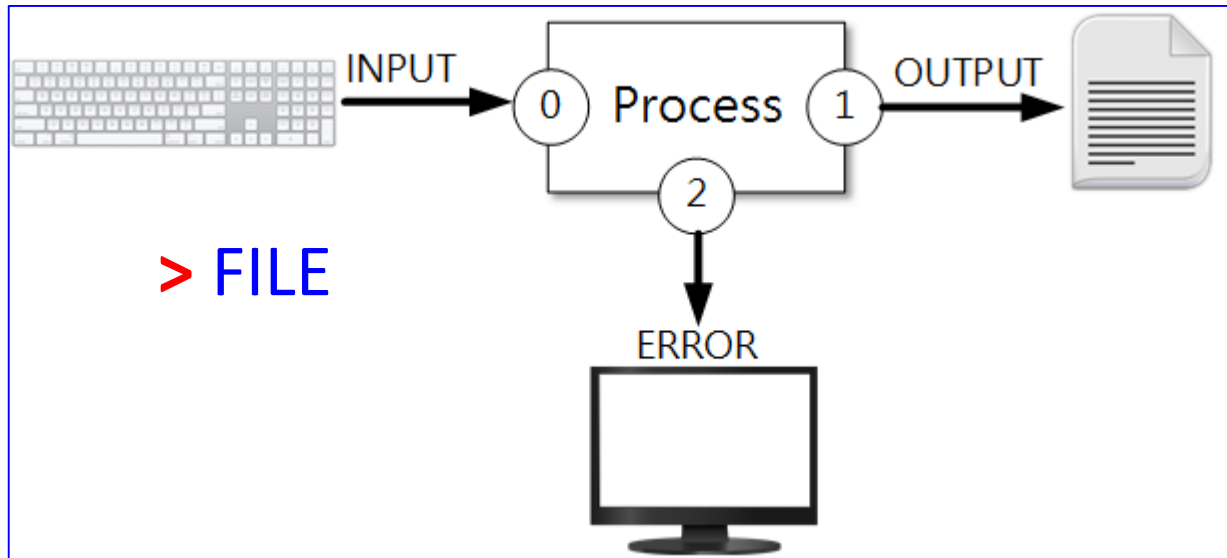 INPUT
0
Process
1
OUTPUT
2
> FILE
ERROR